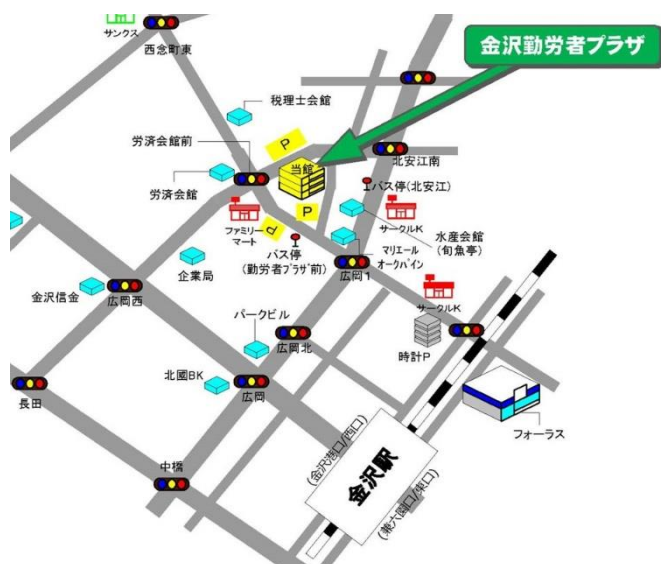 サンクス
西念町東
金沢勤労者プラザ
税理士会館
労済会館前
P
当館
北安江南
労済会館
バス停(北安江)
P
P
ファミリー
マート
サークルK
水産会館
(旬魚亭)
バス停
(勤労者プラザ前)
マリエール
オークパイン
広岡1
企業局
金沢信金
広岡西
サークルK
パークビル
広岡北
時計P
北國BK
広岡
長田
フォーラス
中橋
(金沢港口/西口)
金沢駅
(兼六園口/東口)